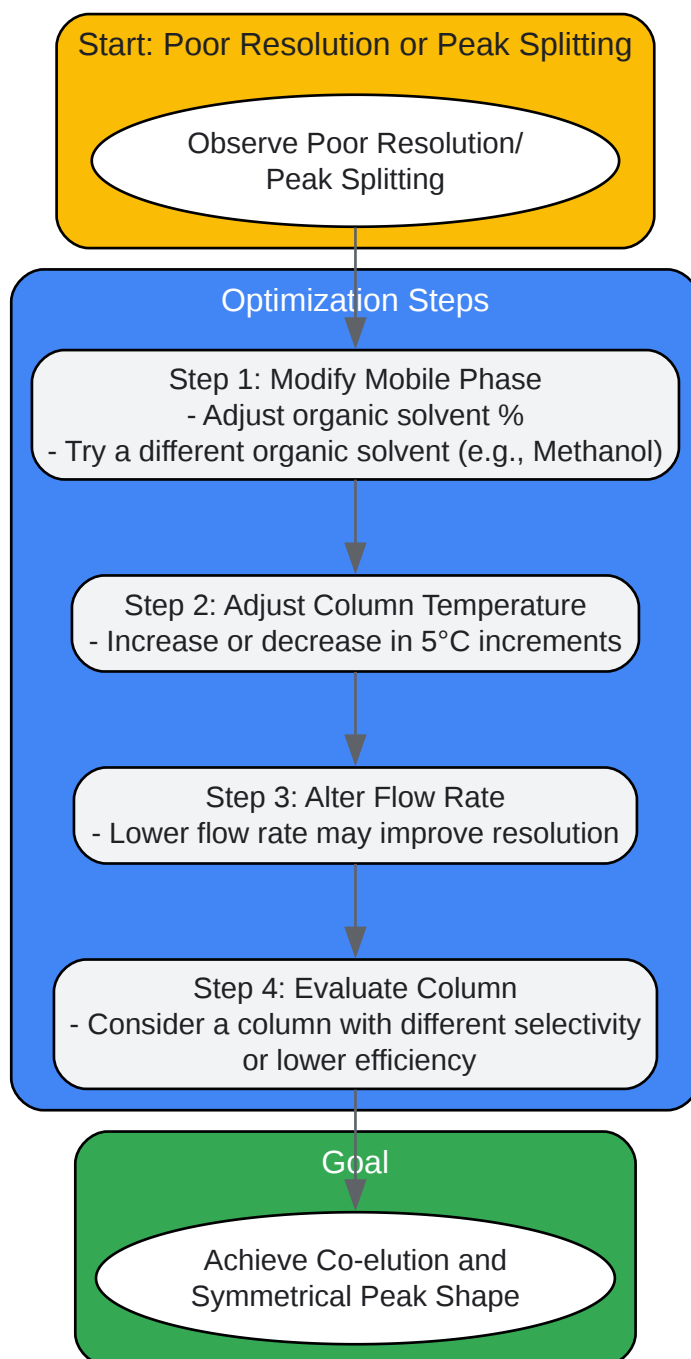 Start: Poor Resolution or Peak Splitting
Observe Poor Resolution/
Peak Splitting
Optimization Steps
Step 1: Modify Mobile Phase
- Adjust organic solvent %
- Try a different organic solvent (e.g., Methanol)
Step 2: Adjust Column Temperature
- Increase or decrease in 5°C increments
Step 3: Alter Flow Rate
- Lower flow rate may improve resolution
Step 4: Evaluate Column
- Consider a column with different selectivity
or lower efficiency
Goal
Achieve Co-elution and
Symmetrical Peak Shape